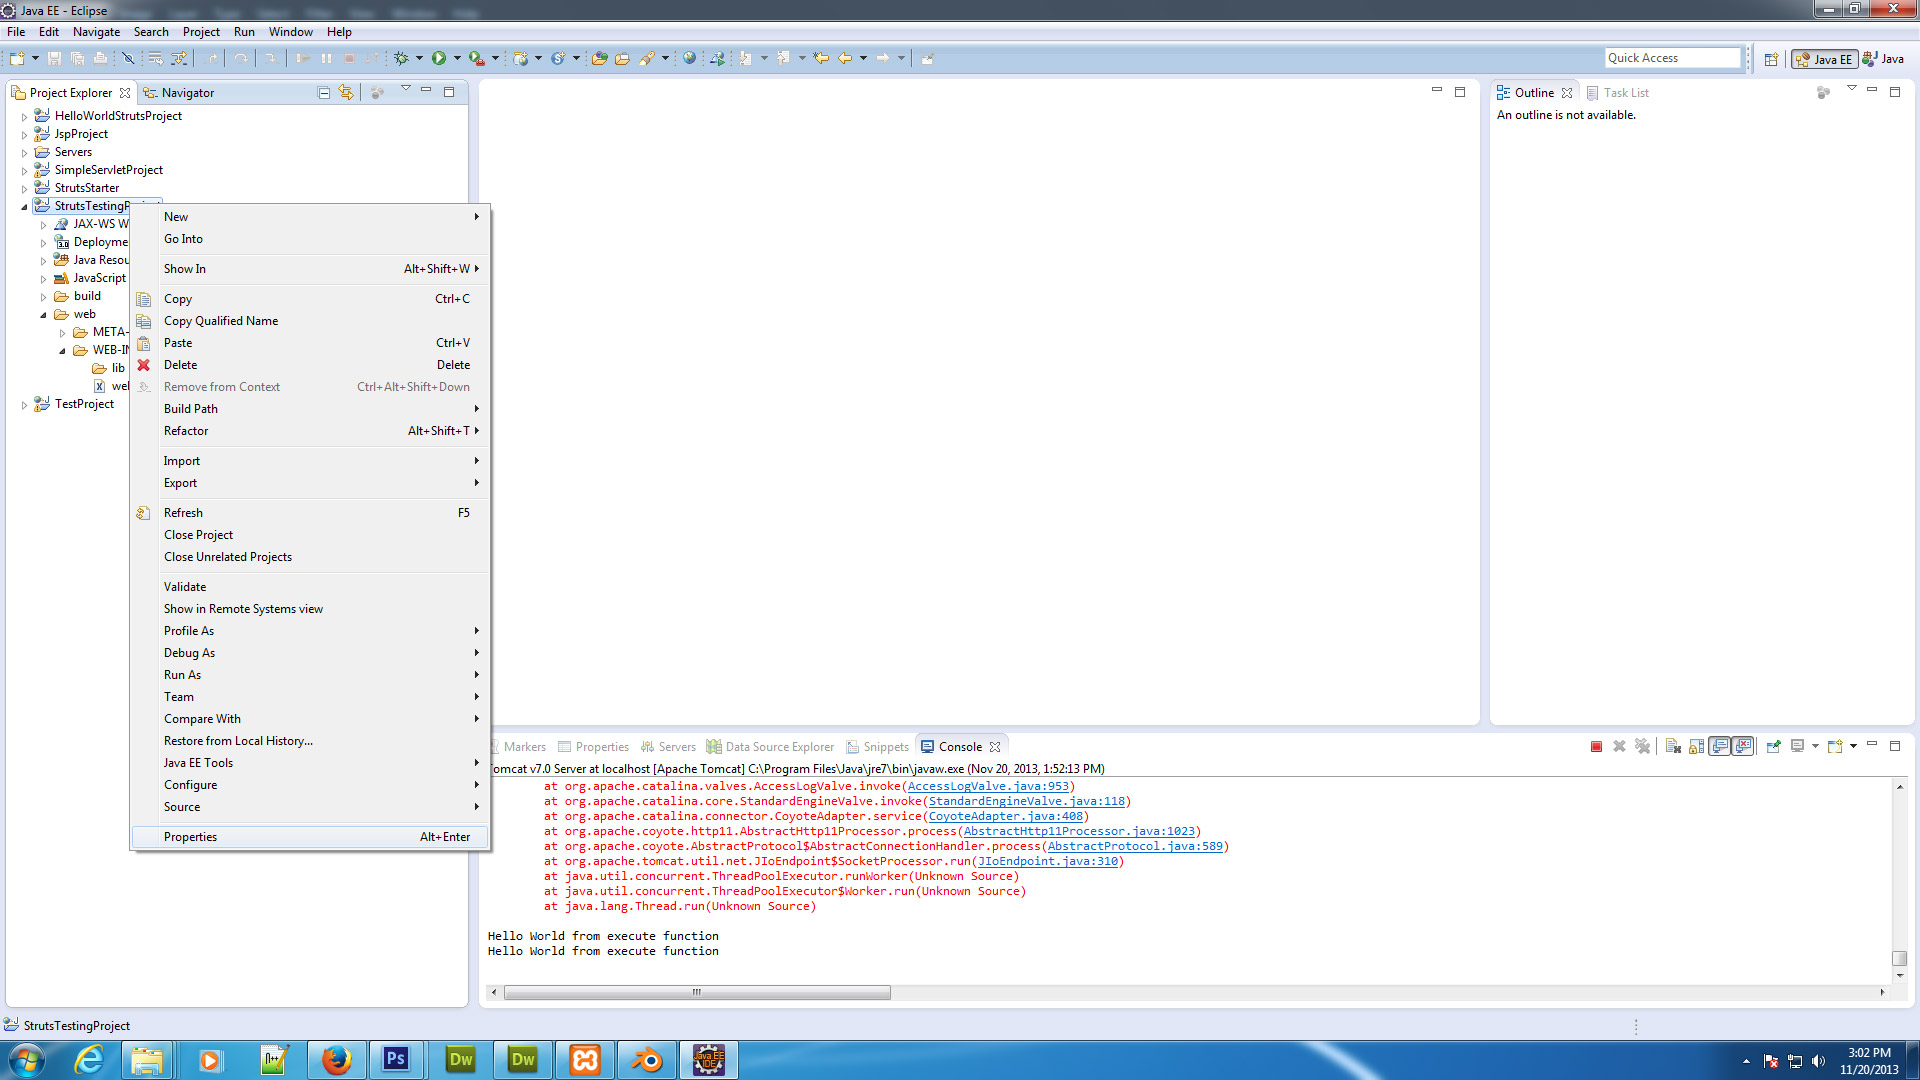 Java EE - Eclipse
File Edit Navigate Search Project Run Window Help
Quick Access
Java EE
Java
Project Explorer
Navigator
HelloWorldStrutsProject
JspProject
Servers
SimpleServletProject
StrutsStarter
StrutsTestingP
JAX-WS W
Deployme
Java Resou
JavaScript
build
web
META-
WEB-IN
lib
wel
TestProject
New
Go Into
Show In Alt+Shift+W
Copy Ctrl+C
Copy Qualified Name
Paste Ctrl+V
Delete Delete
Remove from Context Ctrl+Alt+Shift+Down
Build Path
Refactor Alt+Shift+T
Import
Export
Refresh F5
Close Project
Close Unrelated Projects
Validate
Show in Remote Systems view
Profile As
Debug As
Run As
Team
Compare With
Restore from Local History...
Java EE Tools
Configure
Source
Properties Alt+Enter
Outline
Task List
An outline is not available.
Markers Properties Servers Data Source Explorer Snippets Console
omcat v7.0 Server at localhost [Apache Tomcat] C:\Program Files\Java\jre7\bin\javaw.exe (Nov 20, 2013, 1:52:13 PM)
at org.apache.catalina.valves.AccessLogValve.invoke(AccessLogValve.java:953)
at org.apache.catalina.core.StandardEngineValve.invoke(StandardEngineValve.java:118)
at org.apache.catalina.connector.CoyoteAdapter.service(CoyoteAdapter.java:408)
at org.apache.coyote.http11.AbstractHttp11Processor.process(AbstractHttp11Processor.java:1023)
at org.apache.coyote.AbstractProtocol$AbstractConnectionHandler.process(AbstractProtocol.java:589)
at org.apache.tomcat.util.net.JIoEndpoint$SocketProcessor.run(JIoEndpoint.java:310)
at java.util.concurrent.ThreadPoolExecutor.runWorker(Unknown Source)
at java.util.concurrent.ThreadPoolExecutor$Worker.run(Unknown Source)
at java.lang.Thread.run(Unknown Source)
Hello World from execute function
Hello World from execute function
StrutsTestingProject
Ps
Dw
Dw
Java EE
IDE
3:02 PM
11/20/2013